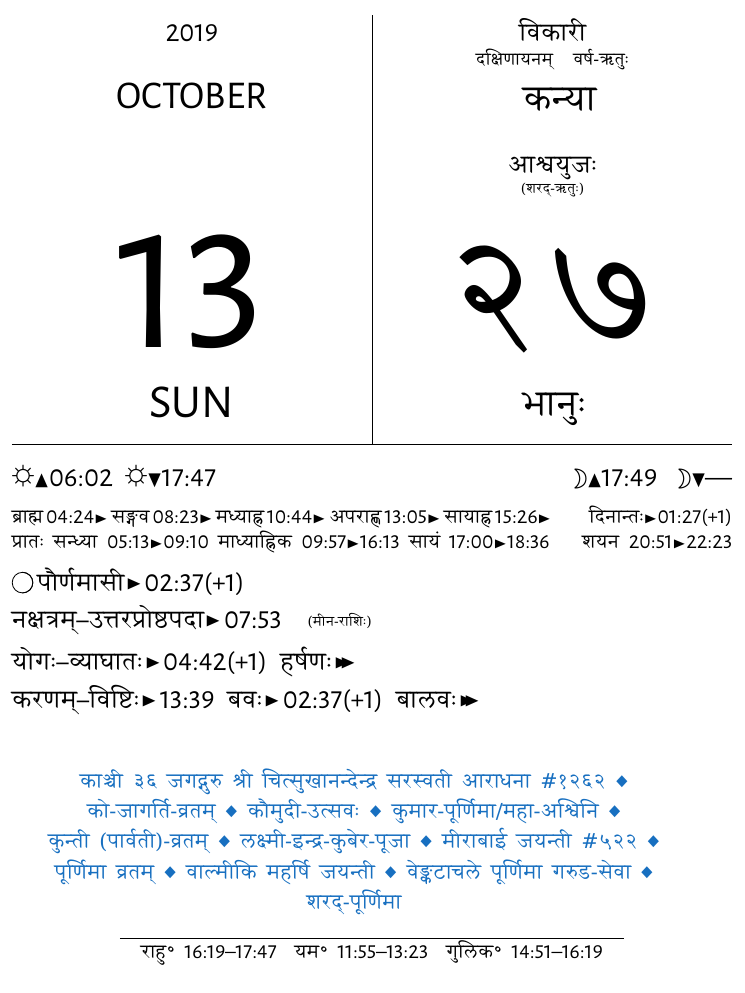 2019
OCTOBER
13
SUN
विकारी
दक्षिणायनम् वर्ष-ऋतुः
कन्या
आश्वयुजः
(शरद्-ऋतुः)
२७
भानुः
☼▲06:02 ☼▼17:47 ☽▲17:49 ☽▼—
ब्राह्म04:24► सङ्गव08:23► मध्याह्न10:44► अपराह्ण13:05► सायाह्न15:26► दिनान्तः►01:27(+1)
प्रातः सन्ध्या 05:13►09:10 माध्याह्निक 09:57►16:13 सायं 17:00►18:36 शयन 20:51►22:23
○पौर्णमासी►02:37(+1)
नक्षत्रम्–उत्तरप्रोष्ठपदा►07:53 (मीन-राशिः)
योगः–व्याघातः►04:42(+1) हर्षणः►►
करणम्–विष्टिः►13:39 बवः►02:37(+1) बालवः►►
काञ्ची ३६ जगद्गुरु श्री चित्सुखानन्देन्द्र सरस्वती आराधना #१२६२ ◆
को-जागर्ति-व्रतम् ◆ कौमुदी-उत्सवः ◆ कुमार-पूर्णिमा/महा-अश्विनि ◆
कुन्ती (पार्वती)-व्रतम् ◆ लक्ष्मी-इन्द्र-कुबेर-पूजा ◆ मीराबाई जयन्ती #५२२ ◆
पूर्णिमा व्रतम् ◆ वाल्मीकि महर्षि जयन्ती ◆ वेङ्कटाचले पूर्णिमा गरुड-सेवा ◆
शरद्-पूर्णिमा
राहु° 16:19–17:47 यम° 11:55–13:23 गुलिक° 14:51–16:19